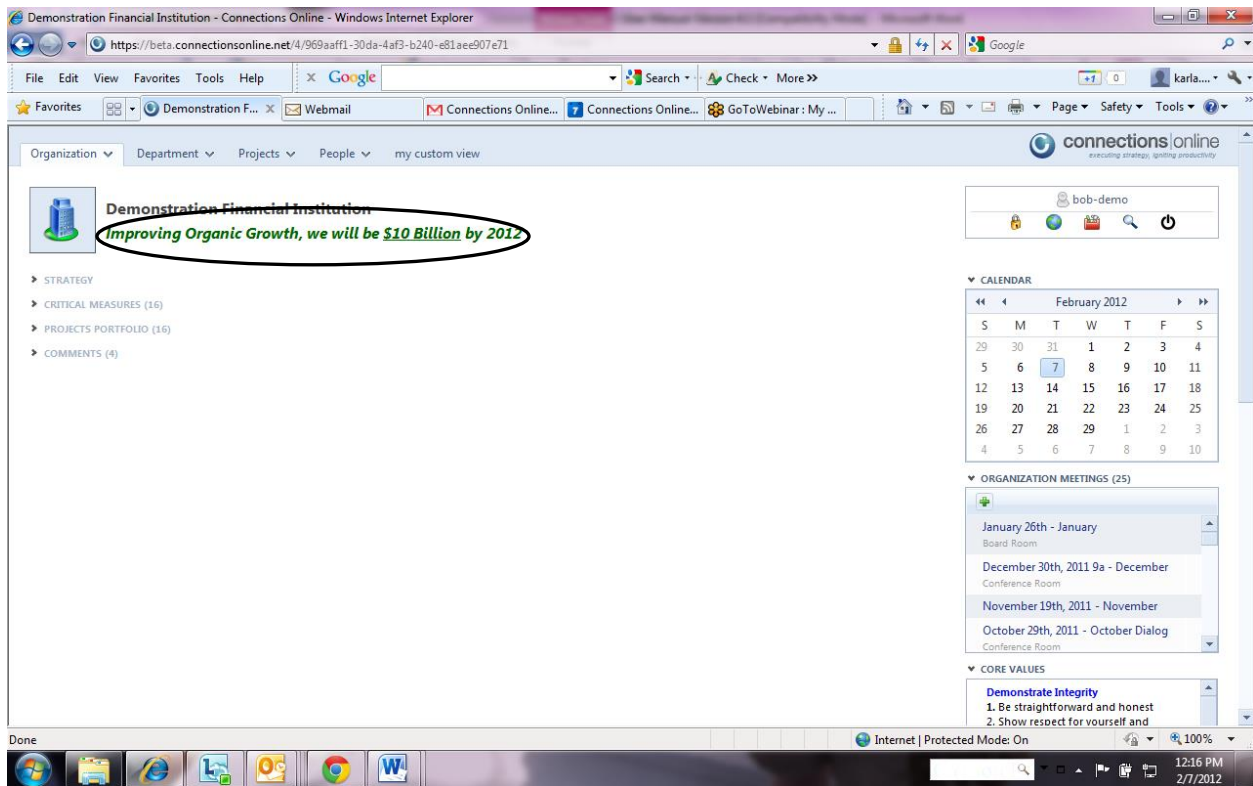 Demonstration Financial Institution - Connections Online - Windows Internet Explorer
https://beta.connectionsonline.net/4/969aaff1-30da-4af3-b240-e81aee907e71
Google
File Edit View Favorites Tools Help x Google Search Check More >> +1 0 karla....
Favorites Demonstration F... X Webmail Connections Online... 7 Connections Online... GoToWebinar : My ... Page Safety Tools
Organization Department Projects People my custom view
connections|online
executing strategy, igniting productivity
Demonstration Financial Institution
Improving Organic Growth, we will be $10 Billion by 2012
STRATEGY
CRITICAL MEASURES (16)
PROJECTS PORTFOLIO (16)
COMMENTS (4)
bob-demo
CALENDAR
February 2012
S M T W T F S
29 30 31 1 2 3 4
5 6 7 8 9 10 11
12 13 14 15 16 17 18
19 20 21 22 23 24 25
26 27 28 29 1 2 3
4 5 6 7 8 9 10
ORGANIZATION MEETINGS (25)
January 26th - January
Board Room
December 30th, 2011 9a - December
Conference Room
November 19th, 2011 - November
October 29th, 2011 - October Dialog
Conference Room
CORE VALUES
Demonstrate Integrity
1. Be straightforward and honest
2. Show respect for yourself and
Done
Internet | Protected Mode: On
100%
12:16 PM
2/7/2012